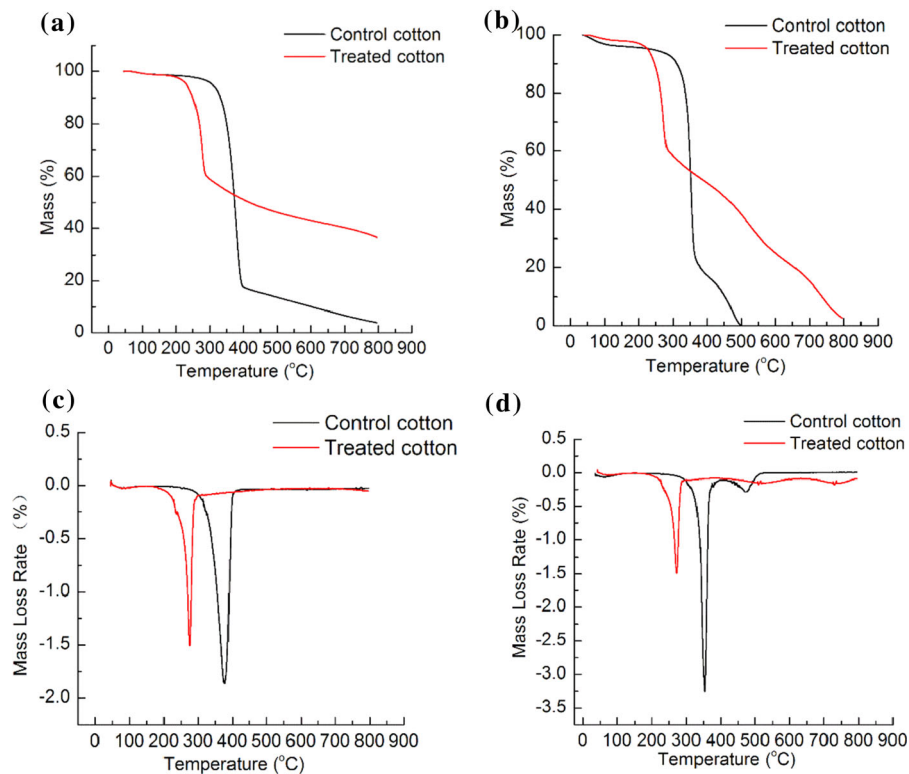 (a)
Control cotton
Treated cotton
100
80
60
40
20
0
Mass (%)
0 100 200 300 400 500 600 700 800 900
Temperature (°C)
(b)
Control cotton
Treated cotton
100
80
60
40
20
0
Mass (%)
0 100 200 300 400 500 600 700 800 900
Temperature (°C)
(c)
Control cotton
Treated cotton
0.5
0.0
-0.5
-1.0
-1.5
-2.0
Mass Loss Rate (%)
0 100 200 300 400 500 600 700 800 900
Temperature (°C)
(d)
Control cotton
Treated cotton
0.5
0.0
-0.5
-1.0
-1.5
-2.0
-2.5
-3.0
-3.5
Mass Loss Rate (%)
0 100 200 300 400 500 600 700 800 900
Temperature (°C)